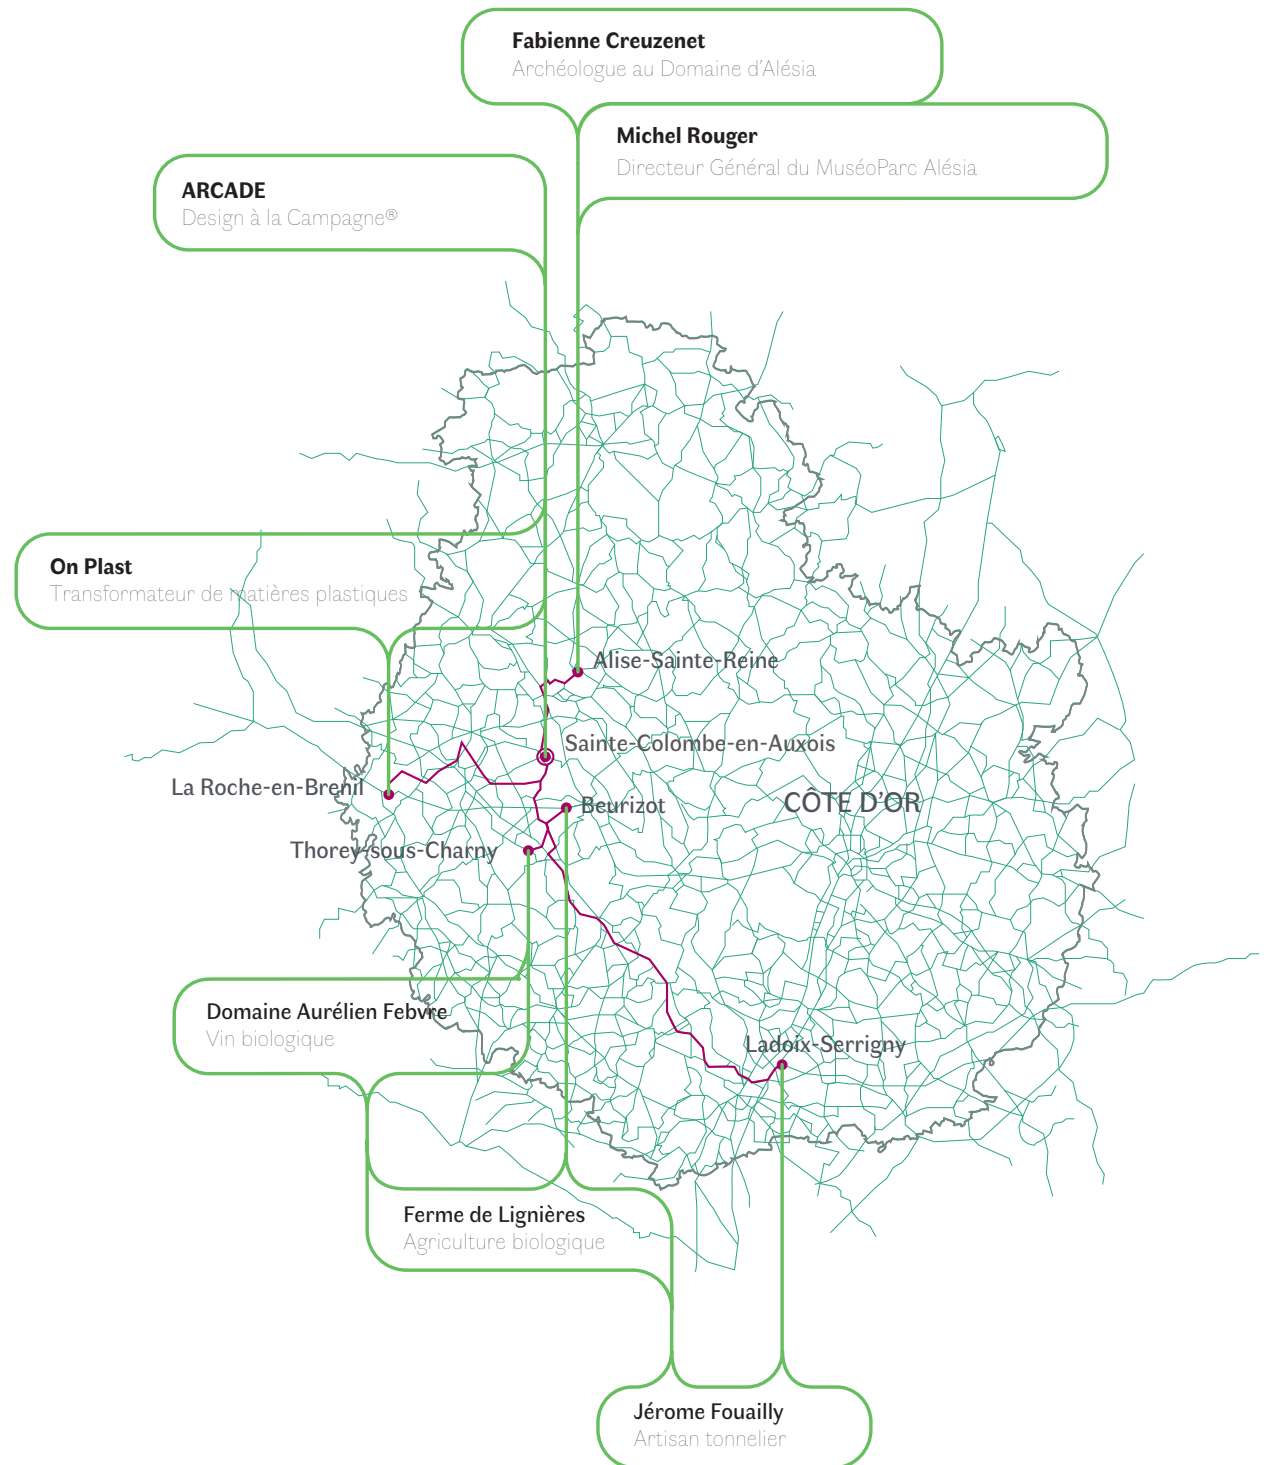 Fabienne Creuzenet
Archéologue au Domaine d'Alésia
Michel Rouger
Directeur Général du MuséoParc Alésia
ARCADE
Design à la Campagne®
On Plast
Transformateur de matières plastiques
Alise-Sainte-Reine
Sainte-Colombe-en-Auxois
La Roche-en-Brenil
Beurizot
CÔTE D'OR
Thorey-sous-Charny
Domaine Aurélien Febvre
Vin biologique
Ladoix-Serrigny
Ferme de Lignières
Agriculture biologique
Jérome Fouailly
Artisan tonnelier